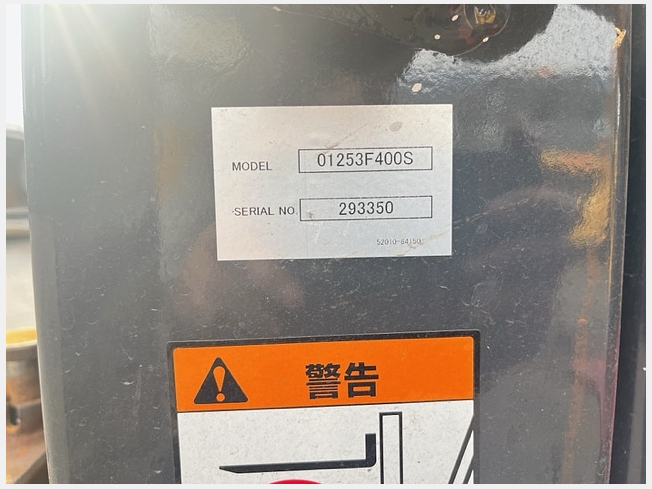 MODEL 01253F400S
SERIAL NO. 293350
52010-64150
警告